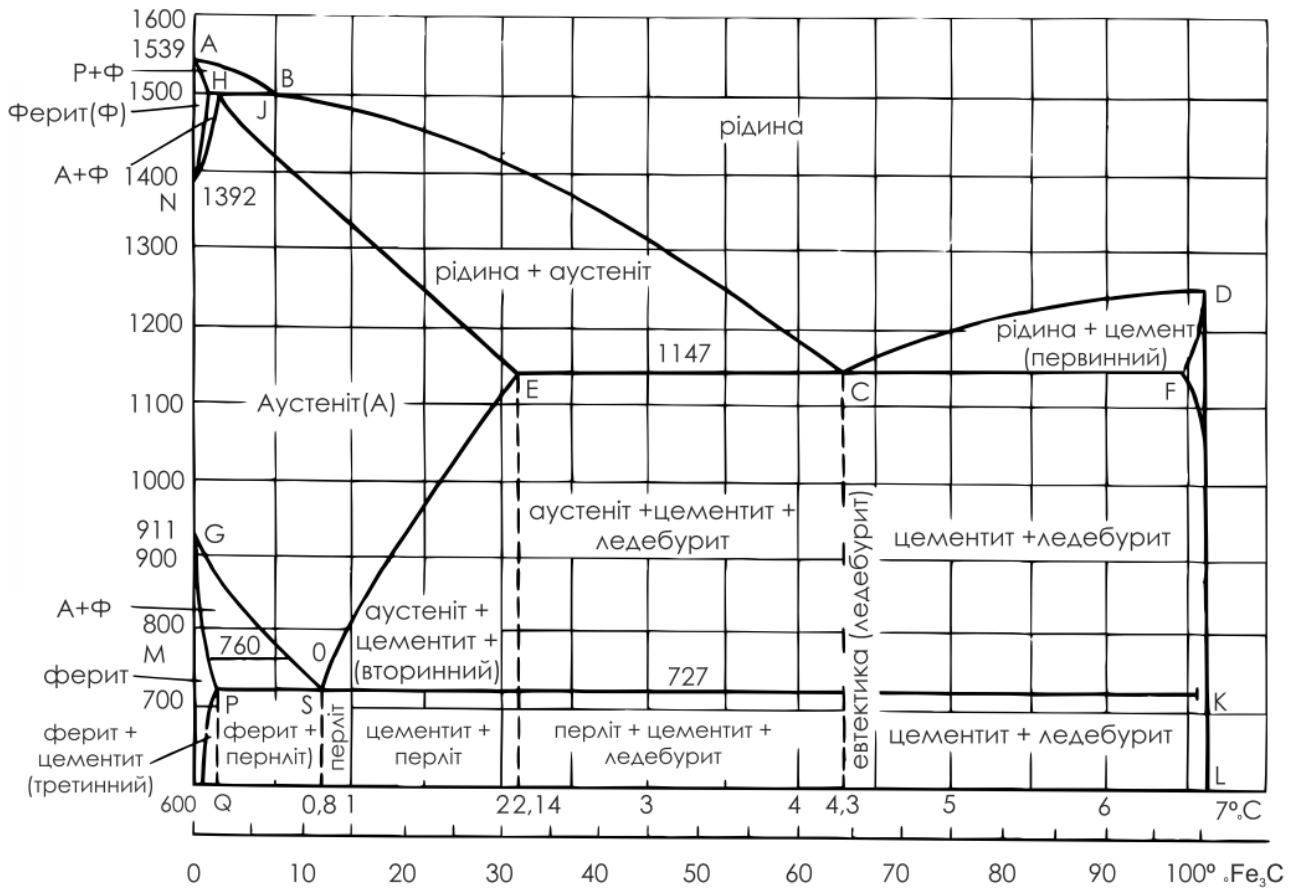 1600
1539
A
Р+Ф
H
B
1500
Ферит(Ф)
J
рідина
А+Ф
1400
N
1392
1300
рідина + аустеніт
D
1200
рідина + цемент
(первинний)
1147
E
C
F
1100
Аустеніт(А)
1000
аустеніт +цементит +
ледебурит
цементит +ледебурит
евтектика (ледебурит)
911
G
900
А+Ф
аустеніт +
цементит +
(вторинний)
800
760
0
M
ферит
727
700
P
S
K
ферит +
цементит
(третинний)
ферит +
пернліт)
перліт
цементит +
перліт
перліт + цементит +
ледебурит
цементит + ледебурит
L
600
Q
0,8
1
22,14
3
4
4,3
5
6
7°.C
0
10
20
30
40
50
60
70
80
90
100° .Fe₃C